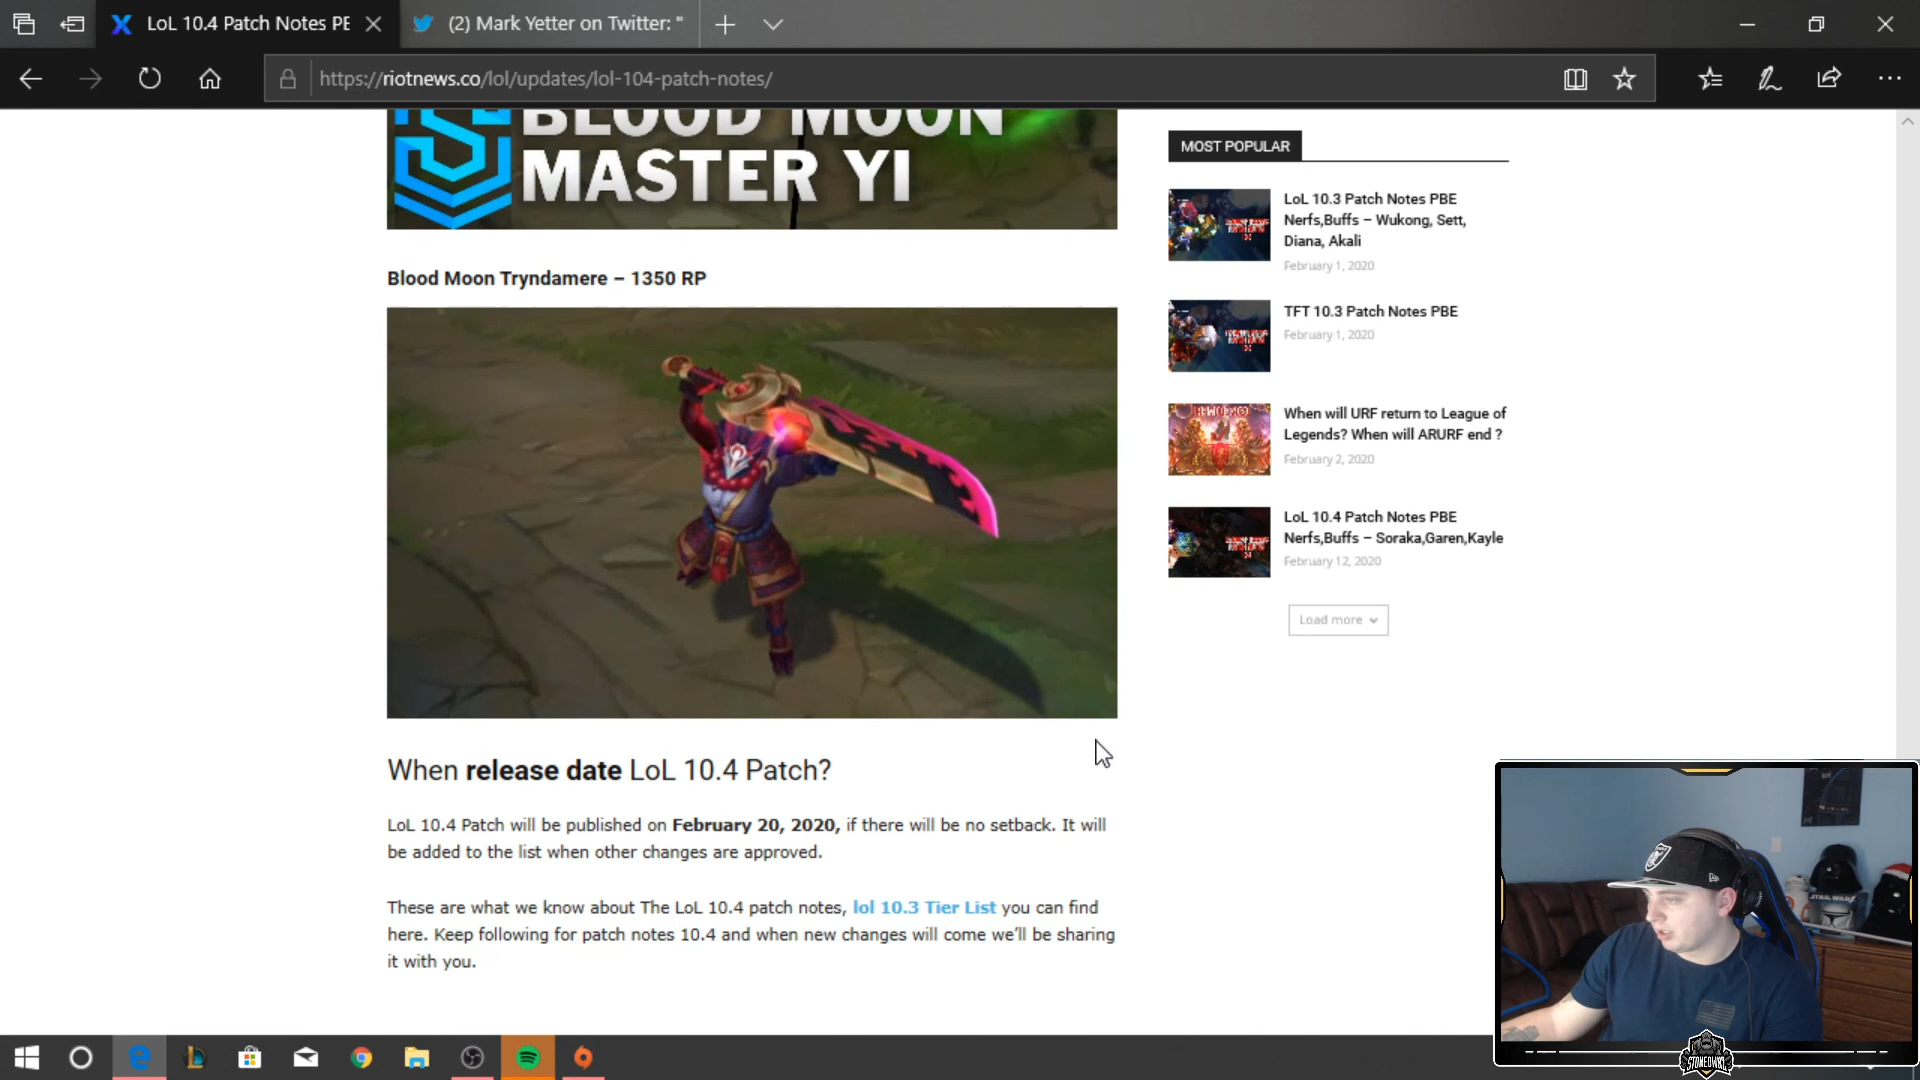 LoL 10.4 Patch Notes PE
(2) Mark Yetter on Twitter: "
https://riotnews.co/lol/updates/lol-104-patch-notes/
BLOOD MOON
MASTER YI
Blood Moon Tryndamere – 1350 RP
When release date LoL 10.4 Patch?
LoL 10.4 Patch will be published on February 20, 2020, if there will be no setback. It will
be added to the list when other changes are approved.
These are what we know about The LoL 10.4 patch notes, lol 10.3 Tier List you can find
here. Keep following for patch notes 10.4 and when new changes will come we'll be sharing
it with you.
MOST POPULAR
LoL 10.3 Patch Notes PBE
Nerfs,Buffs – Wukong, Sett,
Diana, Akali
February 1, 2020
TFT 10.3 Patch Notes PBE
February 1, 2020
When will URF return to League of
Legends? When will ARURF end ?
February 2, 2020
LoL 10.4 Patch Notes PBE
Nerfs,Buffs – Soraka,Garen,Kayle
February 12, 2020
Load more
STAR WARS